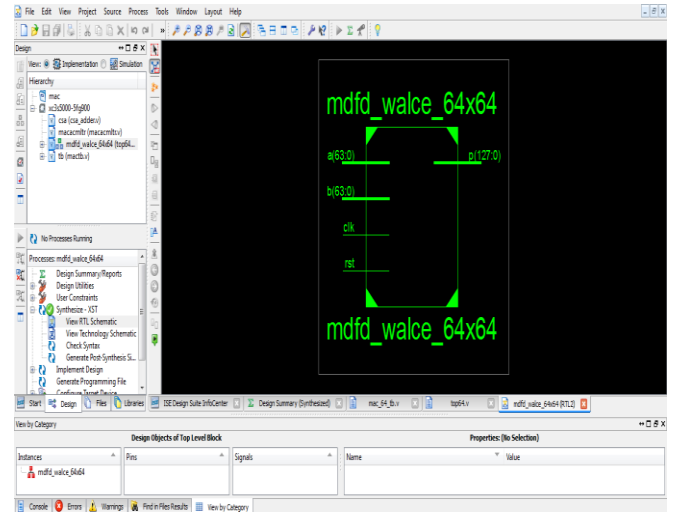 File Edit View Project Source Process Tools Window Layout Help
Design
View: Implementation Simulation
Hierarchy
mac
xc3s5000-5fg900
csa (csa_adder.v)
macacmltr (macacmltr.v)
mdfd_walce_64x64 (top64...
tb (mactb.v)
No Processes Running
Processes: mdfd_walce_64x64
Design Summary/Reports
Design Utilities
User Constraints
Synthesize - XST
View RTL Schematic
View Technology Schematic
Check Syntax
Generate Post-Synthesis Si...
Implement Design
Generate Programming File
Configure Target Device
mdfd_walce_64x64
a(63:0)
p(127:0)
b(63:0)
clk
rst
mdfd_walce_64x64
Start Design Files Libraries
ISE Design Suite InfoCenter Design Summary (Synthesized) mac_64_tb.v top64.v mdfd_walce_64x64 (RTL2)
View by Category
Design Objects of Top Level Block Properties: (No Selection)
Instances Pins Signals Name Value
mdfd_walce_64x64
Console Errors Warnings Find in Files Results View by Category